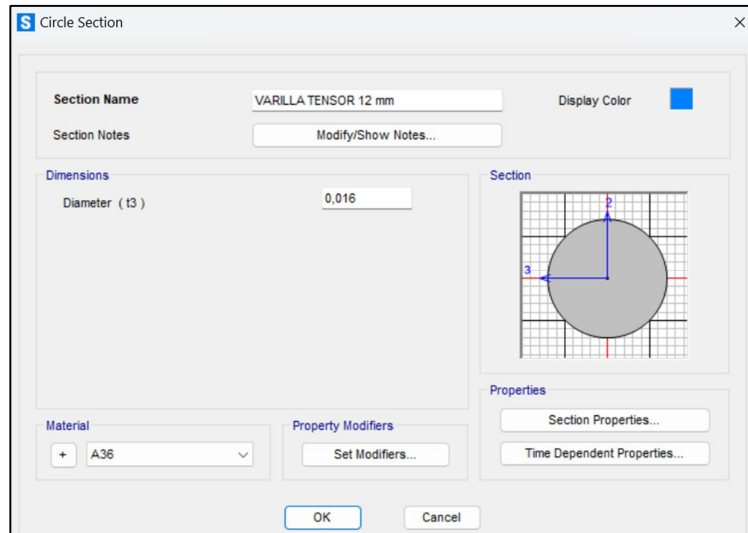 S Circle Section
Section Name VARILLA TENSOR 12 mm Display Color
Section Notes Modify/Show Notes...
Dimensions
Diameter ( t3 ) 0,016
Section
2
3
Properties
Section Properties...
Time Dependent Properties...
Material
+ A36
Property Modifiers
Set Modifiers...
OK Cancel